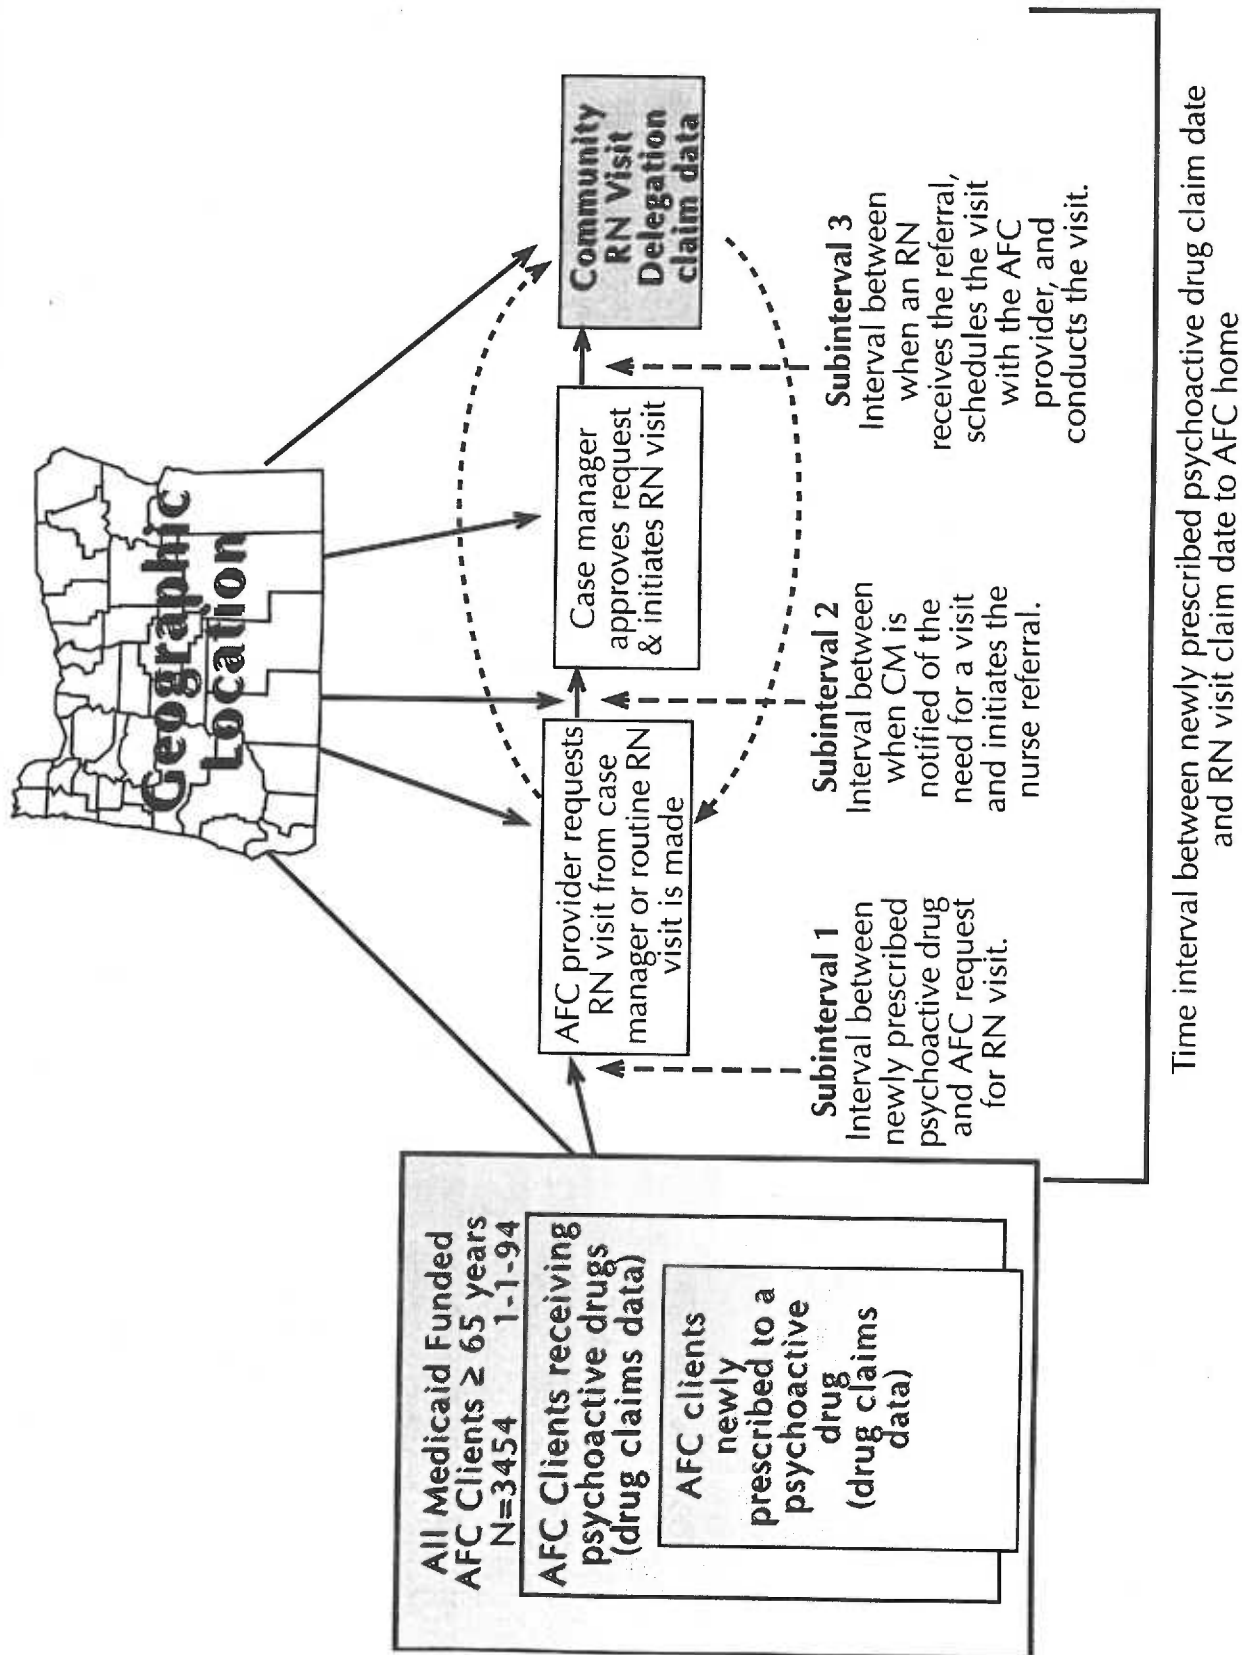 Geographic
Location
All Medicaid Funded
AFC Clients ≥ 65 years
N=3454 1-1-94
AFC Clients receiving
psychoactive drugs
(drug claims data)
AFC clients
newly
prescribed to a
psychoactive
drug
(drug claims
data)
AFC provider requests
RN visit from case
manager or routine RN
visit is made
Case manager
approves request
& initiates RN visit
Community
RN Visit
Delegation
claim data
Subinterval 1
Interval between
newly prescribed
psychoactive drug
and AFC request
for RN visit.
Subinterval 2
Interval between
when CM is
notified of the
need for a visit
and initiates the
nurse referral.
Subinterval 3
Interval between
when an RN
receives the referral,
schedules the visit
with the AFC
provider, and
conducts the visit.
Time interval between newly prescribed psychoactive drug claim date
and RN visit claim date to AFC home